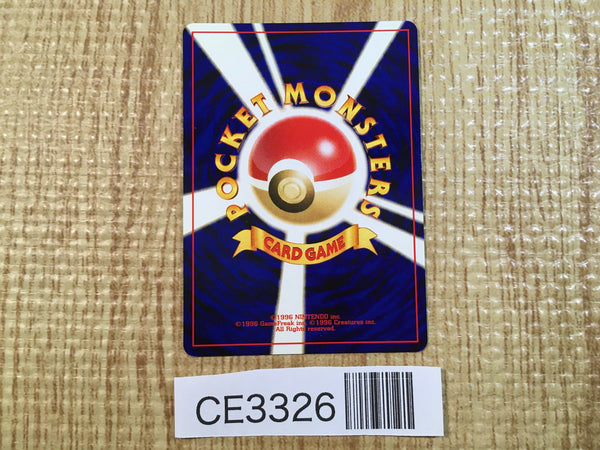 POCKET MONSTERS
CARD GAME
©1996 NINTENDO inc.
©1996 GameFreak inc. ©1996 Creatures inc.
All Rights reserved.
CE3326